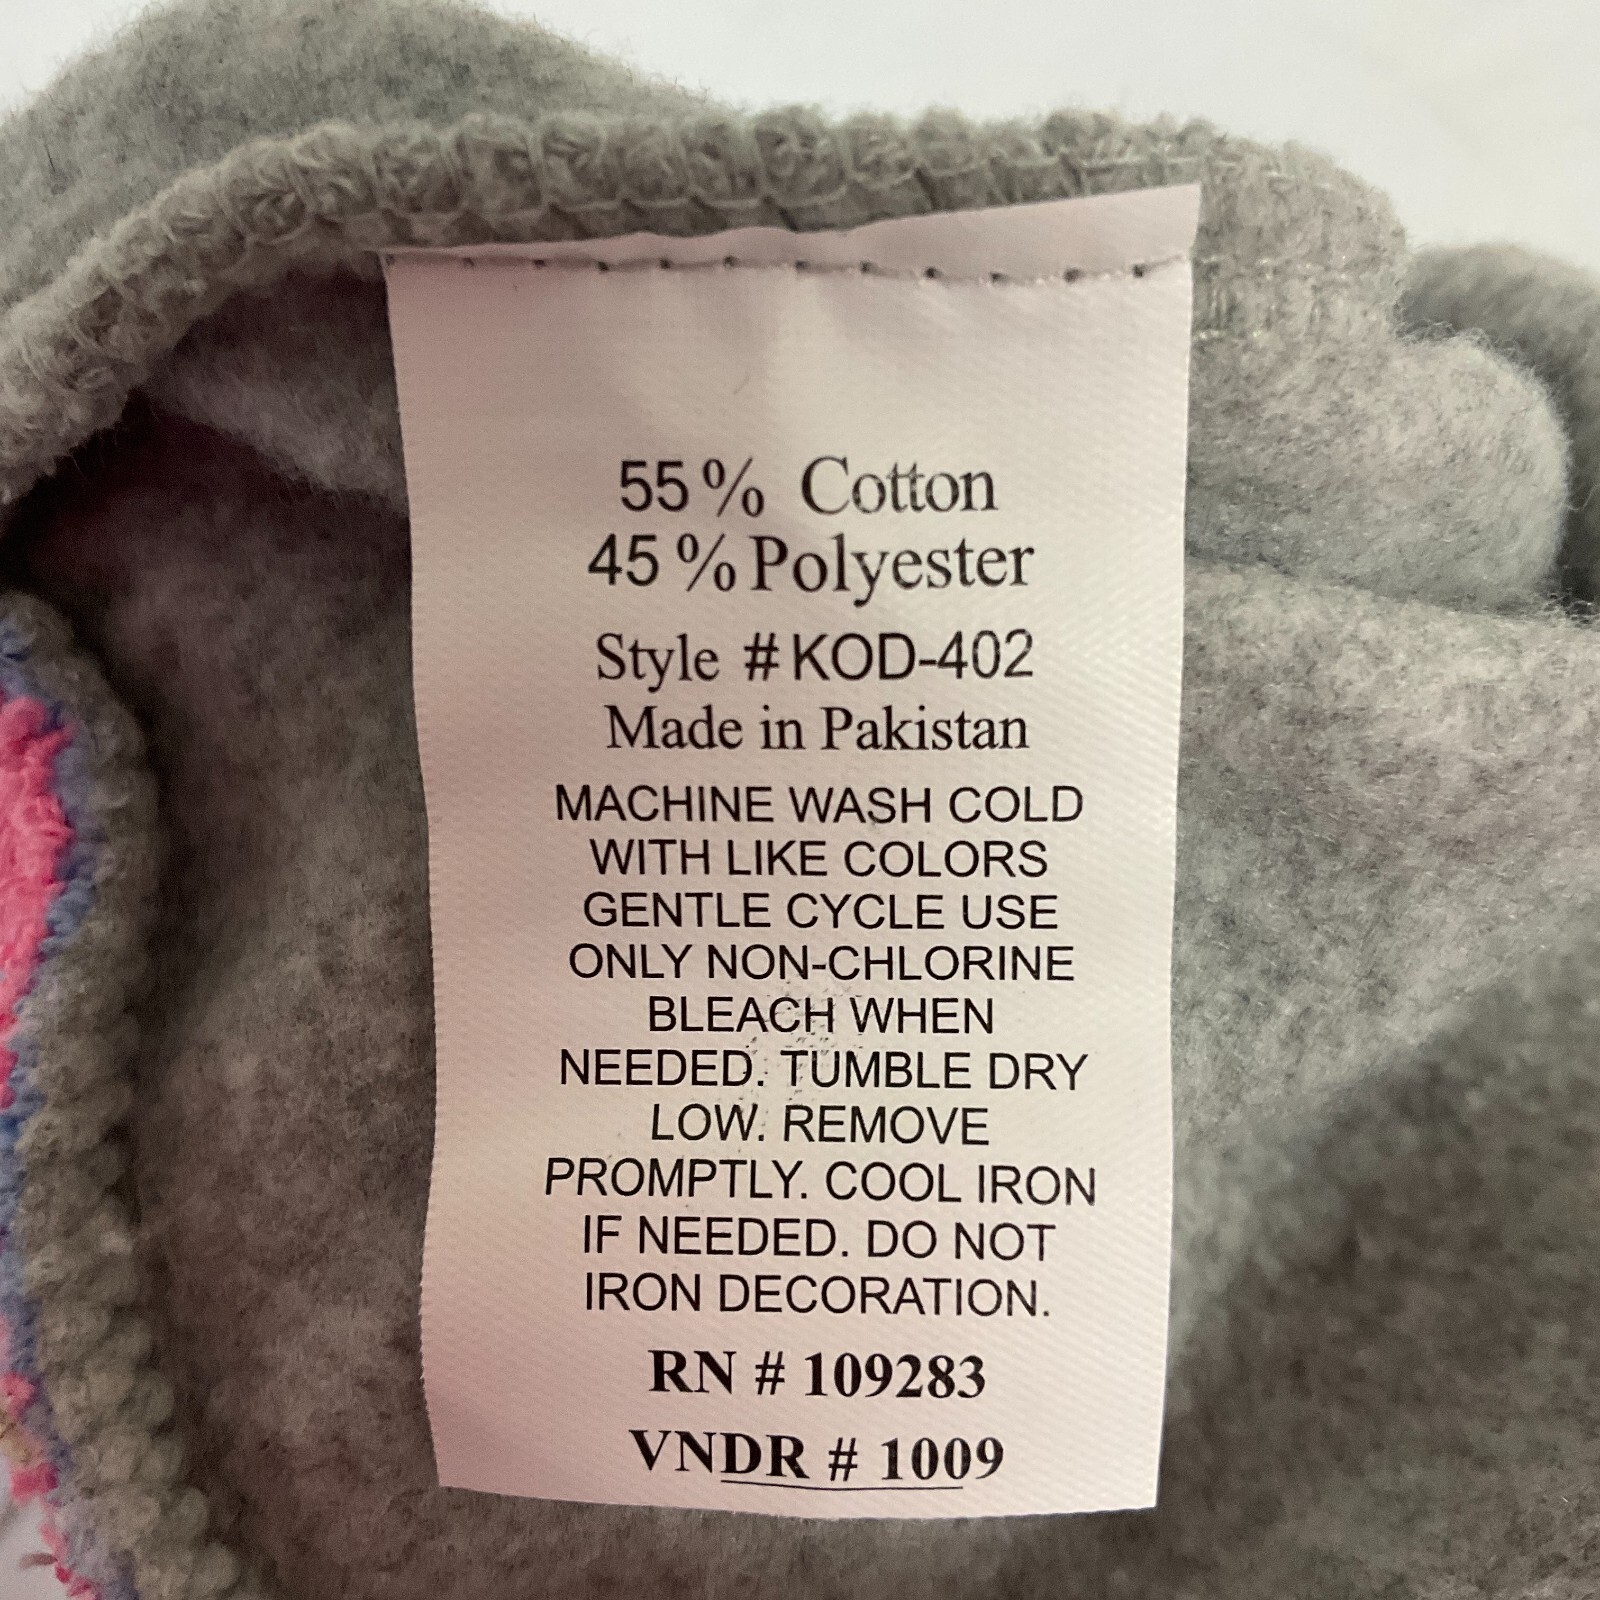 55% Cotton
45% Polyester
Style #KOD-402
Made in Pakistan
MACHINE WASH COLD
WITH LIKE COLORS
GENTLE CYCLE USE
ONLY NON-CHLORINE
BLEACH WHEN
NEEDED. TUMBLE DRY
LOW. REMOVE
PROMPTLY. COOL IRON
IF NEEDED. DO NOT
IRON DECORATION.
RN # 109283
VNDR # 1009